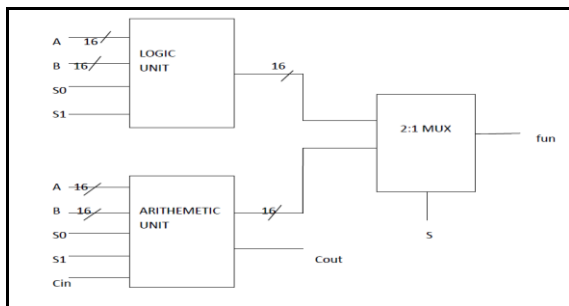 A 16
LOGIC
UNIT
B 16
S0
S1
16
2:1 MUX
fun
S
A 16
B 16
ARITHEMETIC
UNIT
16
S0
S1
Cin
Cout